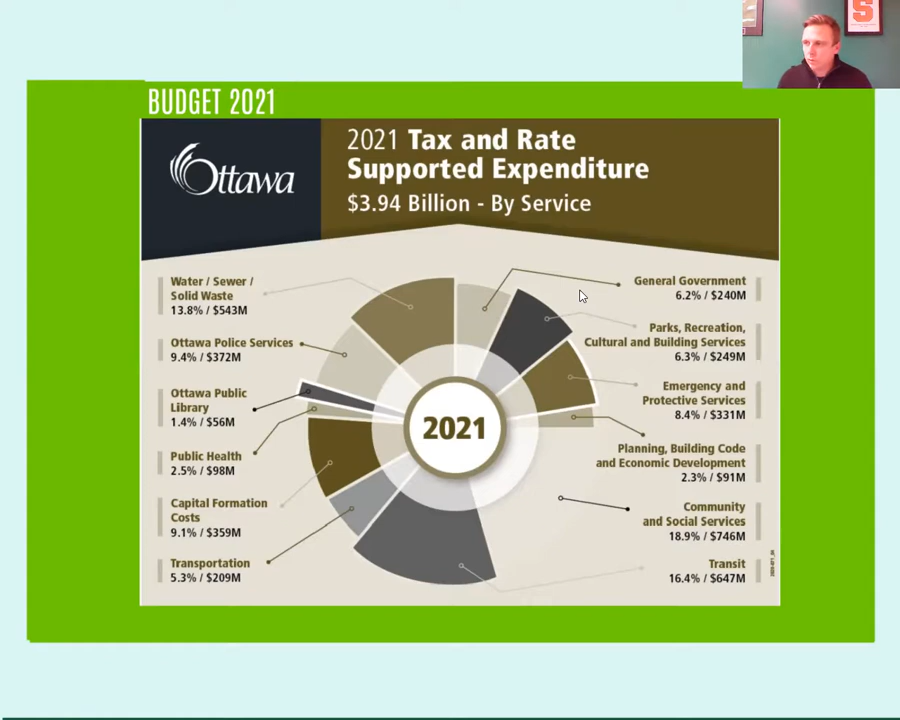 BUDGET 2021
Ottawa
2021 Tax and Rate
Supported Expenditure
$3.94 Billion - By Service
Water / Sewer /
Solid Waste
13.8% / $543M
Ottawa Police Services
9.4% / $372M
Ottawa Public
Library
1.4% / $56M
Public Health
2.5% / $98M
Capital Formation
Costs
9.1% / $359M
Transportation
5.3% / $209M
2021
General Government
6.2% / $240M
Parks, Recreation,
Cultural and Building Services
6.3% / $249M
Emergency and
Protective Services
8.4% / $331M
Planning, Building Code
and Economic Development
2.3% / $91M
Community
and Social Services
18.9% / $746M
Transit
16.4% / $647M
S